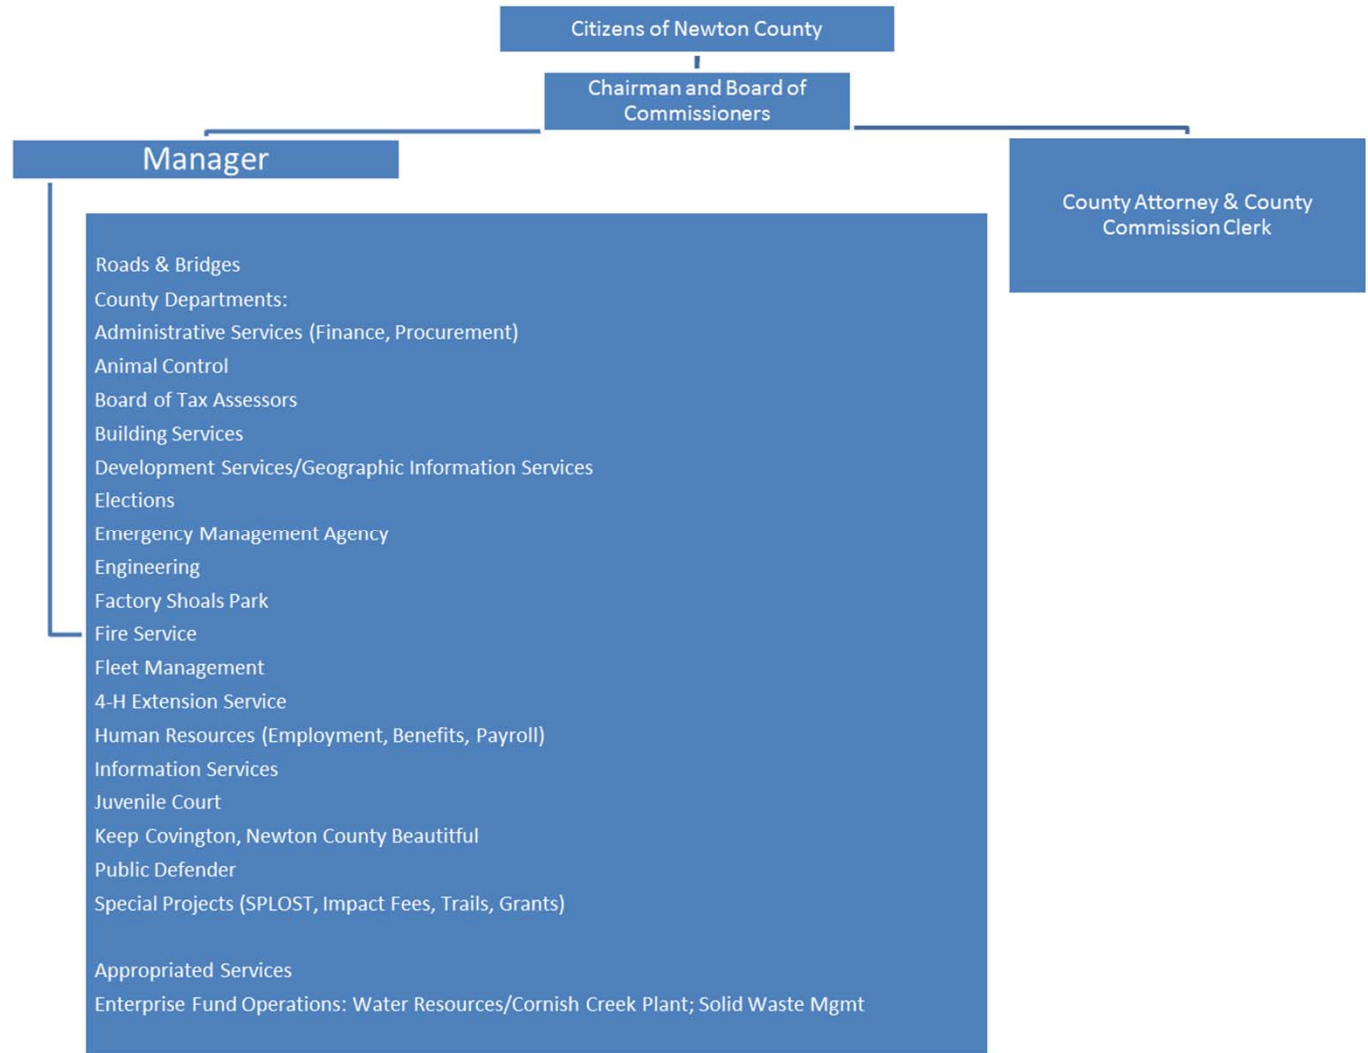 Citizens of Newton County
Chairman and Board of
Commissioners
Manager
County Attorney & County
Commission Clerk
Roads & Bridges
County Departments:
Administrative Services (Finance, Procurement)
Animal Control
Board of Tax Assessors
Building Services
Development Services/Geographic Information Services
Elections
Emergency Management Agency
Engineering
Factory Shoals Park
Fire Service
Fleet Management
4-H Extension Service
Human Resources (Employment, Benefits, Payroll)
Information Services
Juvenile Court
Keep Covington, Newton County Beautitful
Public Defender
Special Projects (SPLOST, Impact Fees, Trails, Grants)
Appropriated Services
Enterprise Fund Operations: Water Resources/Cornish Creek Plant; Solid Waste Mgmt